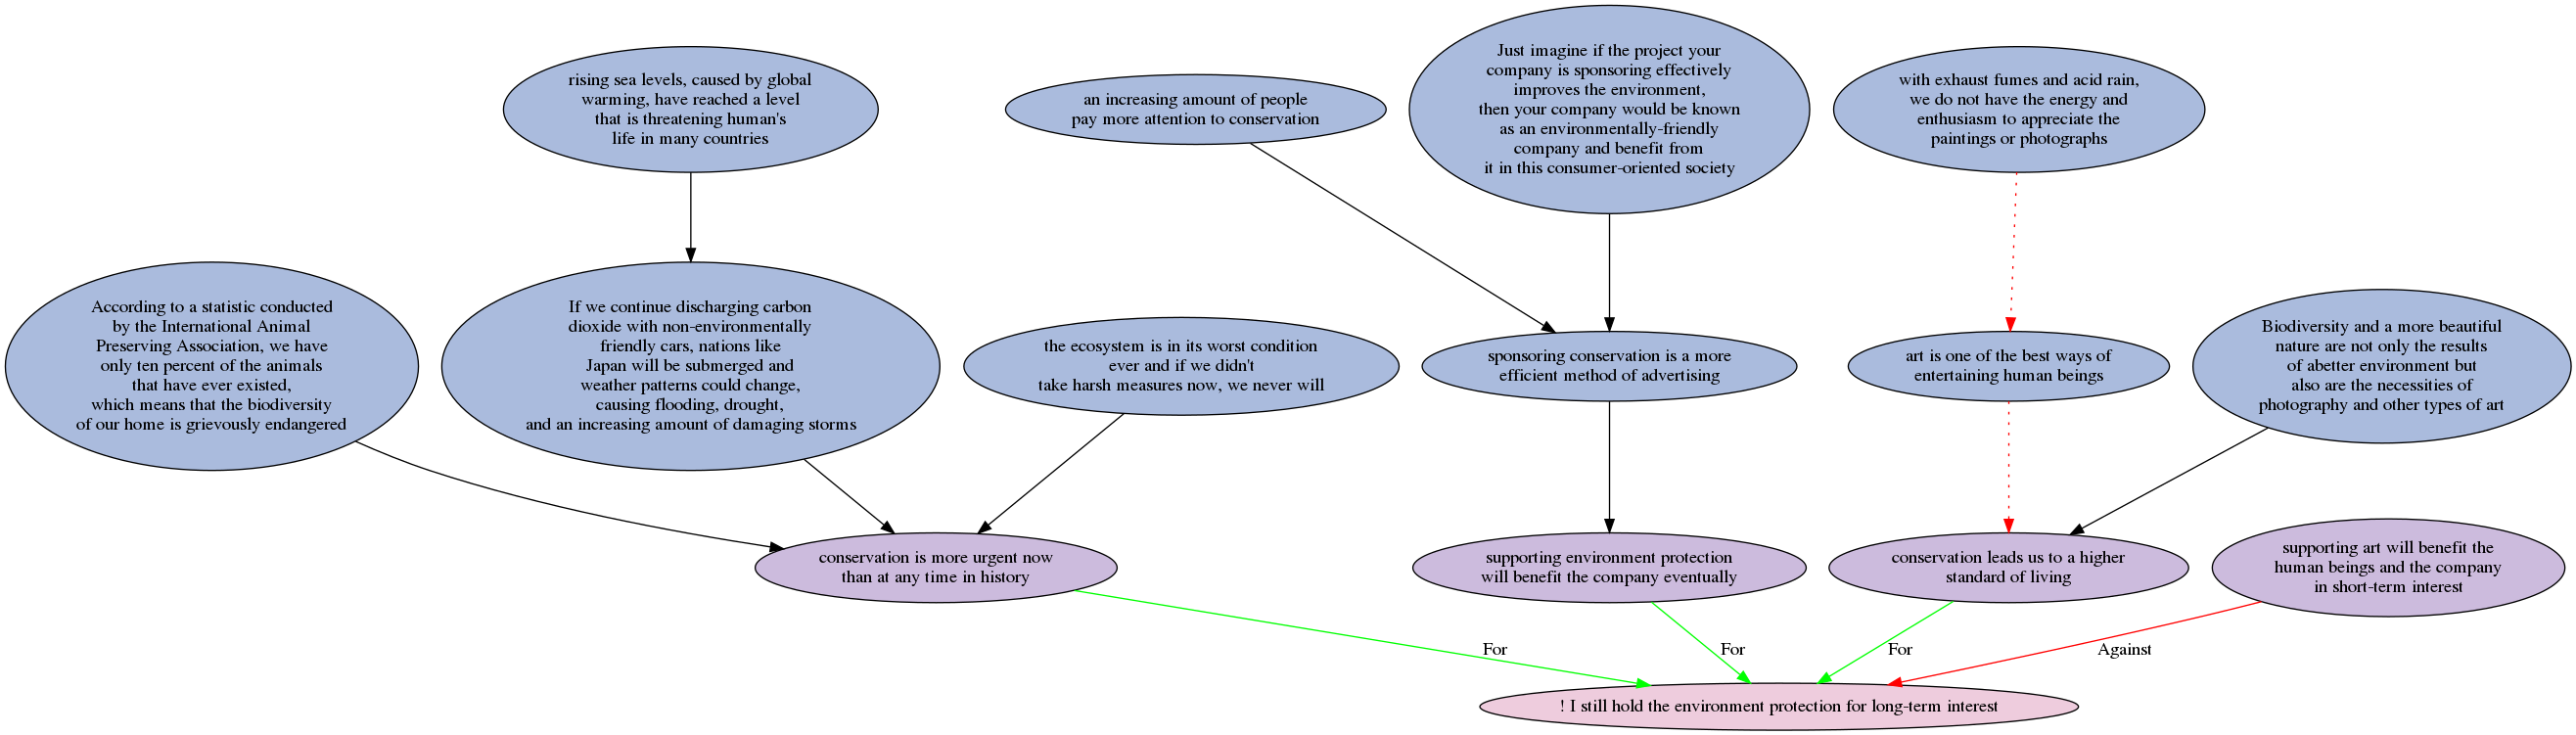 rising sea levels, caused by global
warming, have reached a level
that is threatening human's
life in many countries
an increasing amount of people
pay more attention to conservation
Just imagine if the project your
company is sponsoring effectively
improves the environment,
then your company would be known
as an environmentally-friendly
company and benefit from
it in this consumer-oriented society
with exhaust fumes and acid rain,
we do not have the energy and
enthusiasm to appreciate the
paintings or photographs
According to a statistic conducted
by the International Animal
Preserving Association, we have
only ten percent of the animals
that have ever existed,
which means that the biodiversity
of our home is grievously endangered
If we continue discharging carbon
dioxide with non-environmentally
friendly cars, nations like
Japan will be submerged and
weather patterns could change,
causing flooding, drought,
and an increasing amount of damaging storms
the ecosystem is in its worst condition
ever and if we didn't
take harsh measures now, we never will
sponsoring conservation is a more
efficient method of advertising
art is one of the best ways of
entertaining human beings
Biodiversity and a more beautiful
nature are not only the results
of abetter environment but
also are the necessities of
photography and other types of art
conservation is more urgent now
than at any time in history
supporting environment protection
will benefit the company eventually
conservation leads us to a higher
standard of living
supporting art will benefit the
human beings and the company
in short-term interest
For
For
For
Against
! I still hold the environment protection for long-term interest